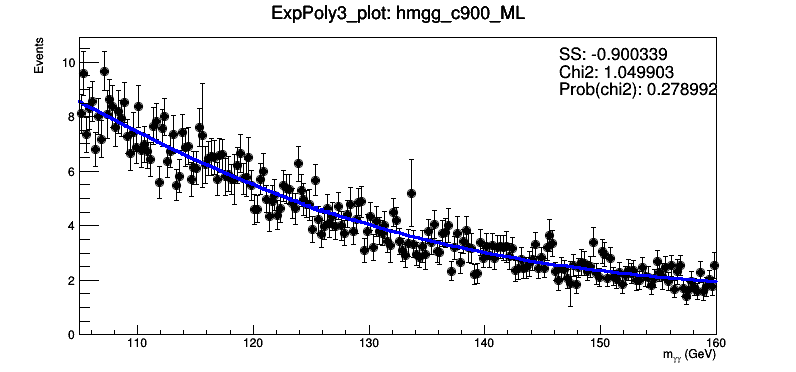 ExpPoly3_plot: hmgg_c900_ML
Events
SS: -0.900339
Chi2: 1.049903
Prob(chi2): 0.278992
10
8
6
4
2
0
110 120 130 140 150 160
mγγ (GeV)